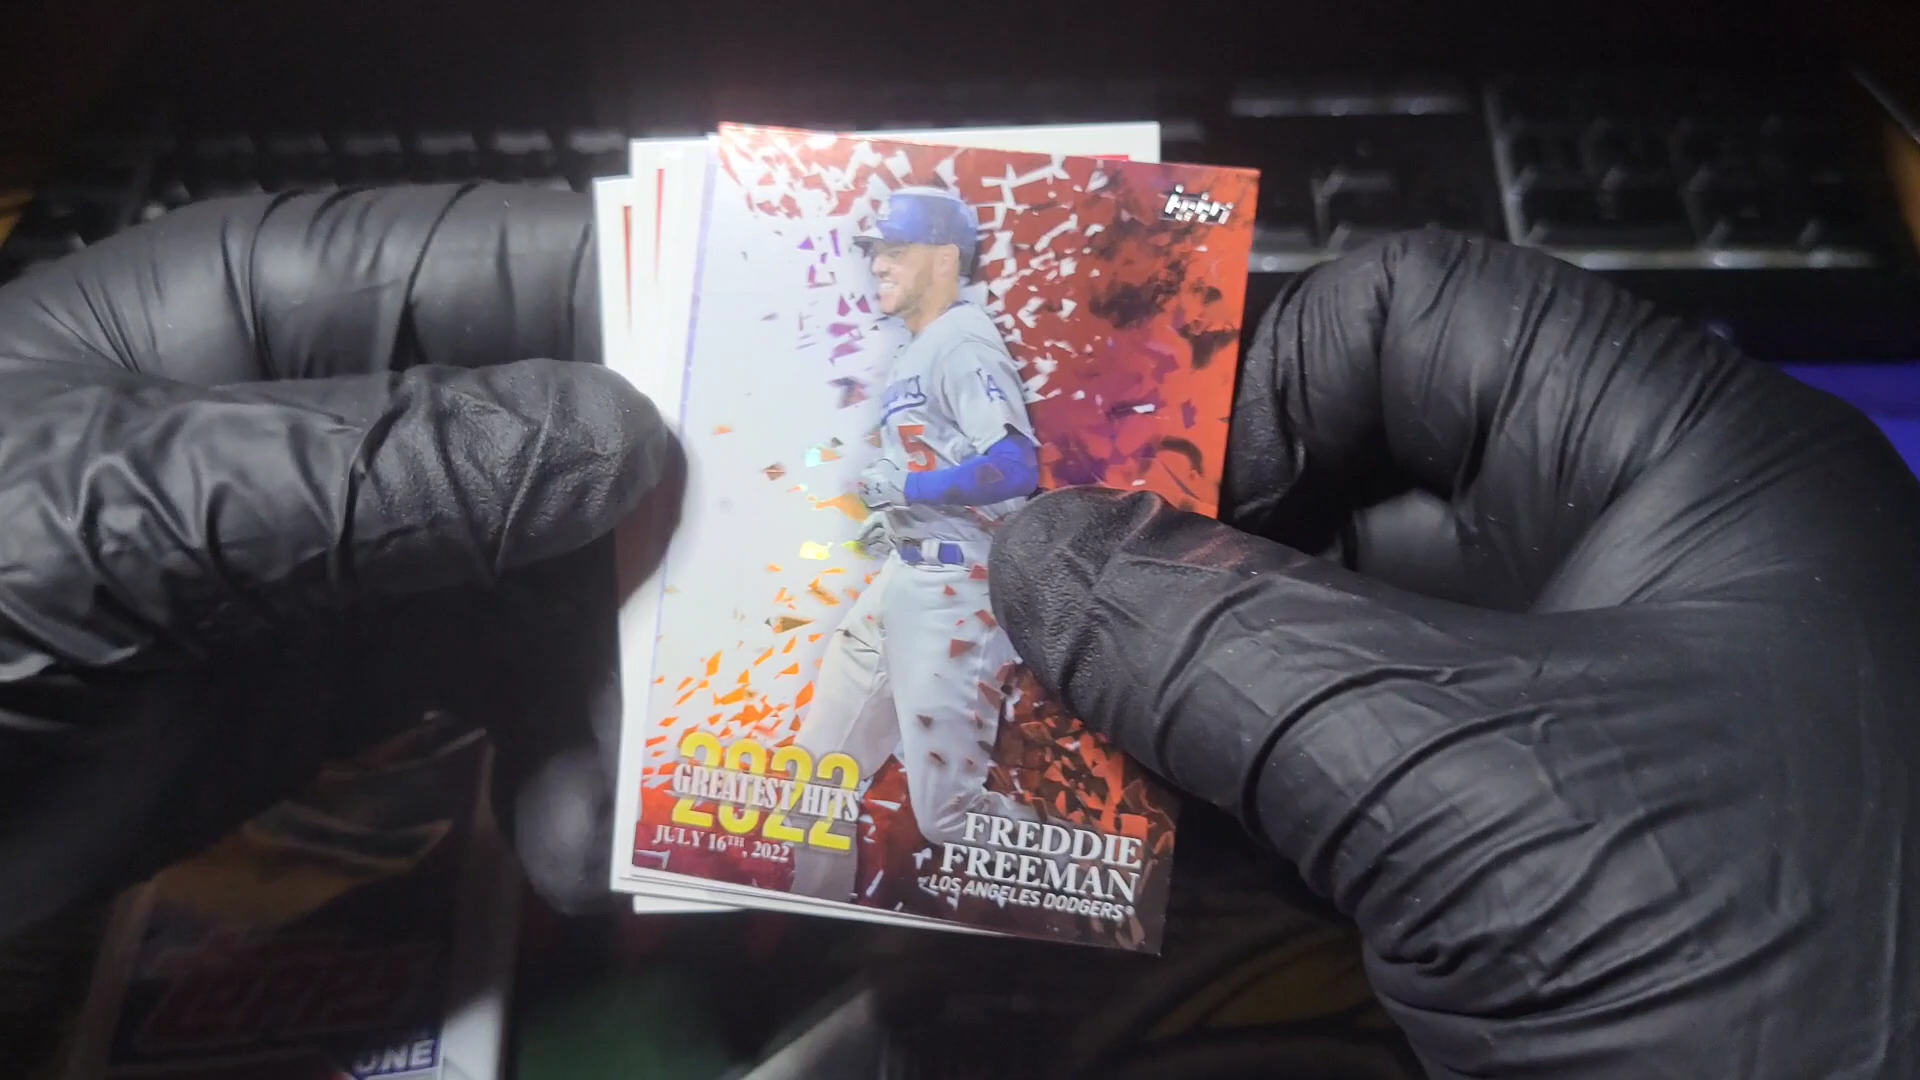 LA
5
2022
GREATEST HITS
JULY 16TH, 2022
FREDDIE
FREEMAN
LOS ANGELES DODGERS®
TOPPS
ONE